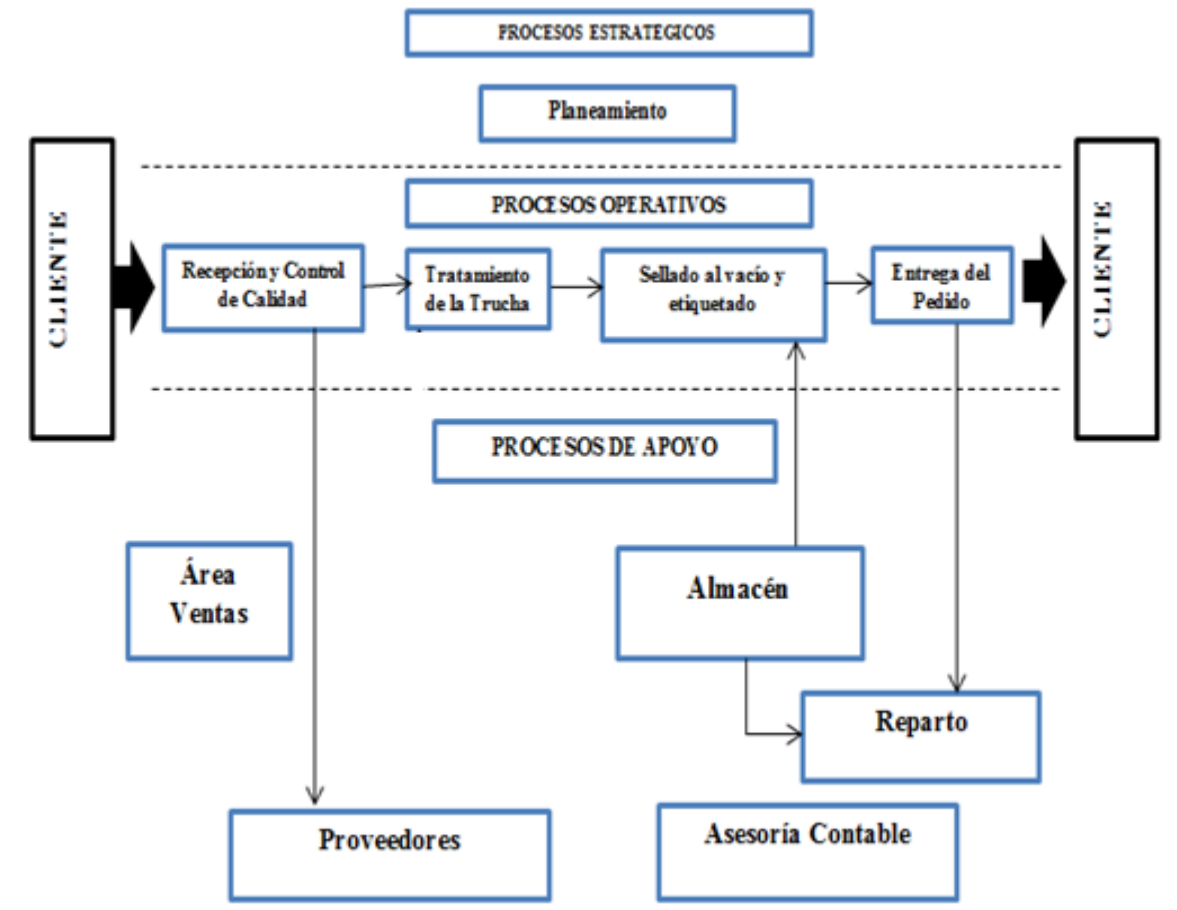 PROCESOS ESTRATEGICOS
Planeamiento
CLIENTE
PROCESOS OPERATIVOS
Recepción y Control
de Calidad
Tratamiento
de la Trucha
Sellado al vacío y
etiquetado
Entrega del
Pedido
CLIENTE
PROCESOS DE APOYO
Área
Ventas
Almacén
Reparto
Proveedores
Asesoría Contable